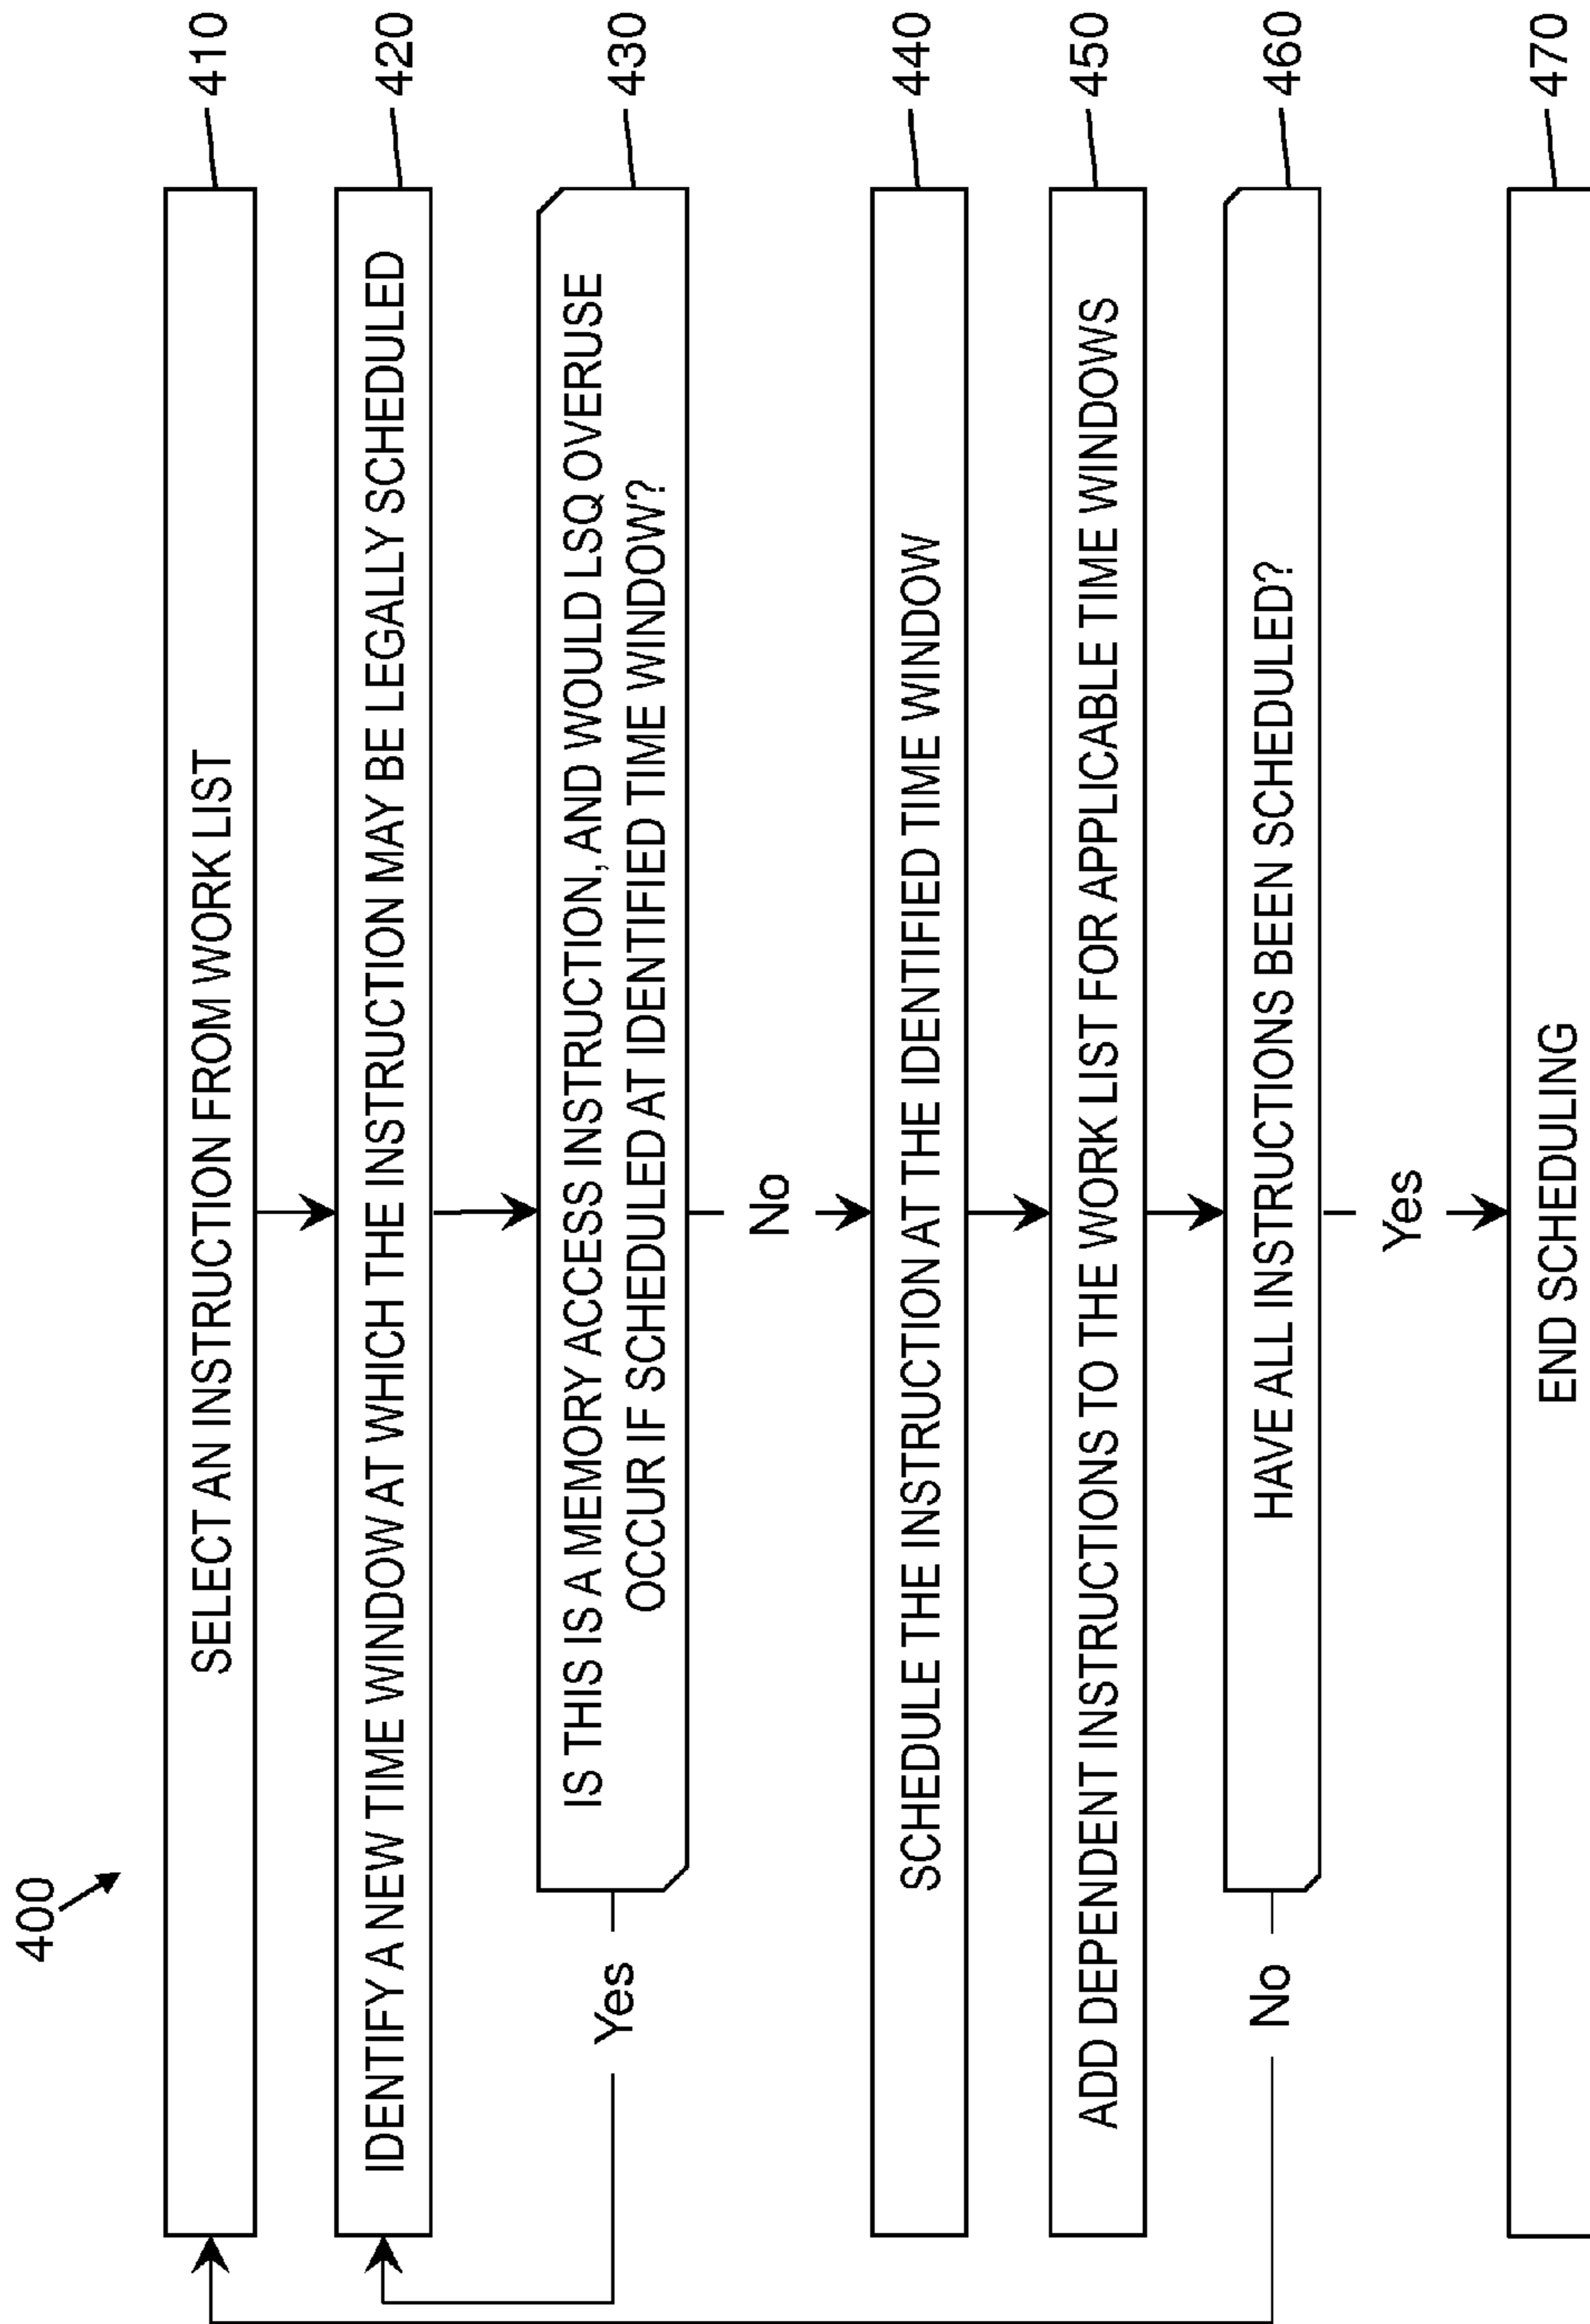 400
SELECT AN INSTRUCTION FROM WORK LIST
410
IDENTIFY A NEW TIME WINDOW AT WHICH THE INSTRUCTION MAY BE LEGALLY SCHEDULED
420
IS THIS IS A MEMORY ACCESS INSTRUCTION, AND WOULD LSQ OVERUSE
OCCUR IF SCHEDULED AT IDENTIFIED TIME WINDOW?
430
Yes
No
SCHEDULE THE INSTRUCTION AT THE IDENTIFIED TIME WINDOW
440
ADD DEPENDENT INSTRUCTIONS TO THE WORK LIST FOR APPLICABLE TIME WINDOWS
450
HAVE ALL INSTRUCTIONS BEEN SCHEDULED?
460
No
Yes
END SCHEDULING
470